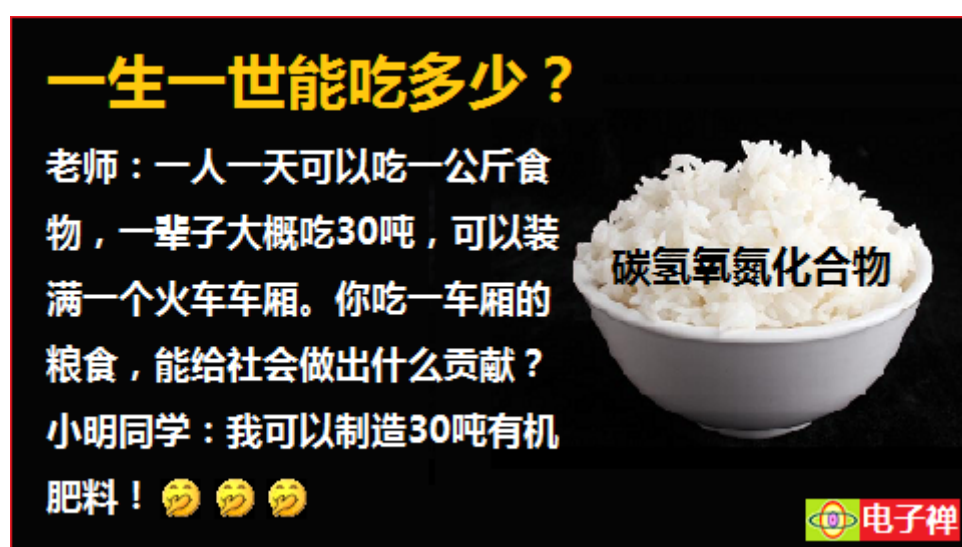 一生一世能吃多少？
老师：一人一天可以吃一公斤食
物，一辈子大概吃30吨，可以装
满一个火车车厢。你吃一车厢的
粮食，能给社会做出什么贡献？
小明同学：我可以制造30吨有机
肥料！
碳氢氧氮化合物
电子禅